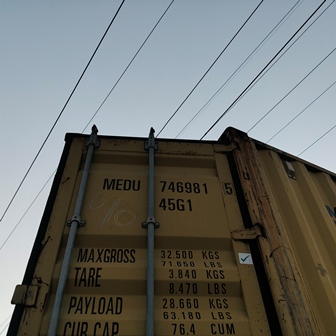 MEDU 746981 5
45G1
MAXGROSS 32.500 KGS
71.650 LBS
TARE 3.840 KGS
8.470 LBS
PAYLOAD 28.660 KGS
63.180 LBS
CUB CAP 76,4 CUM